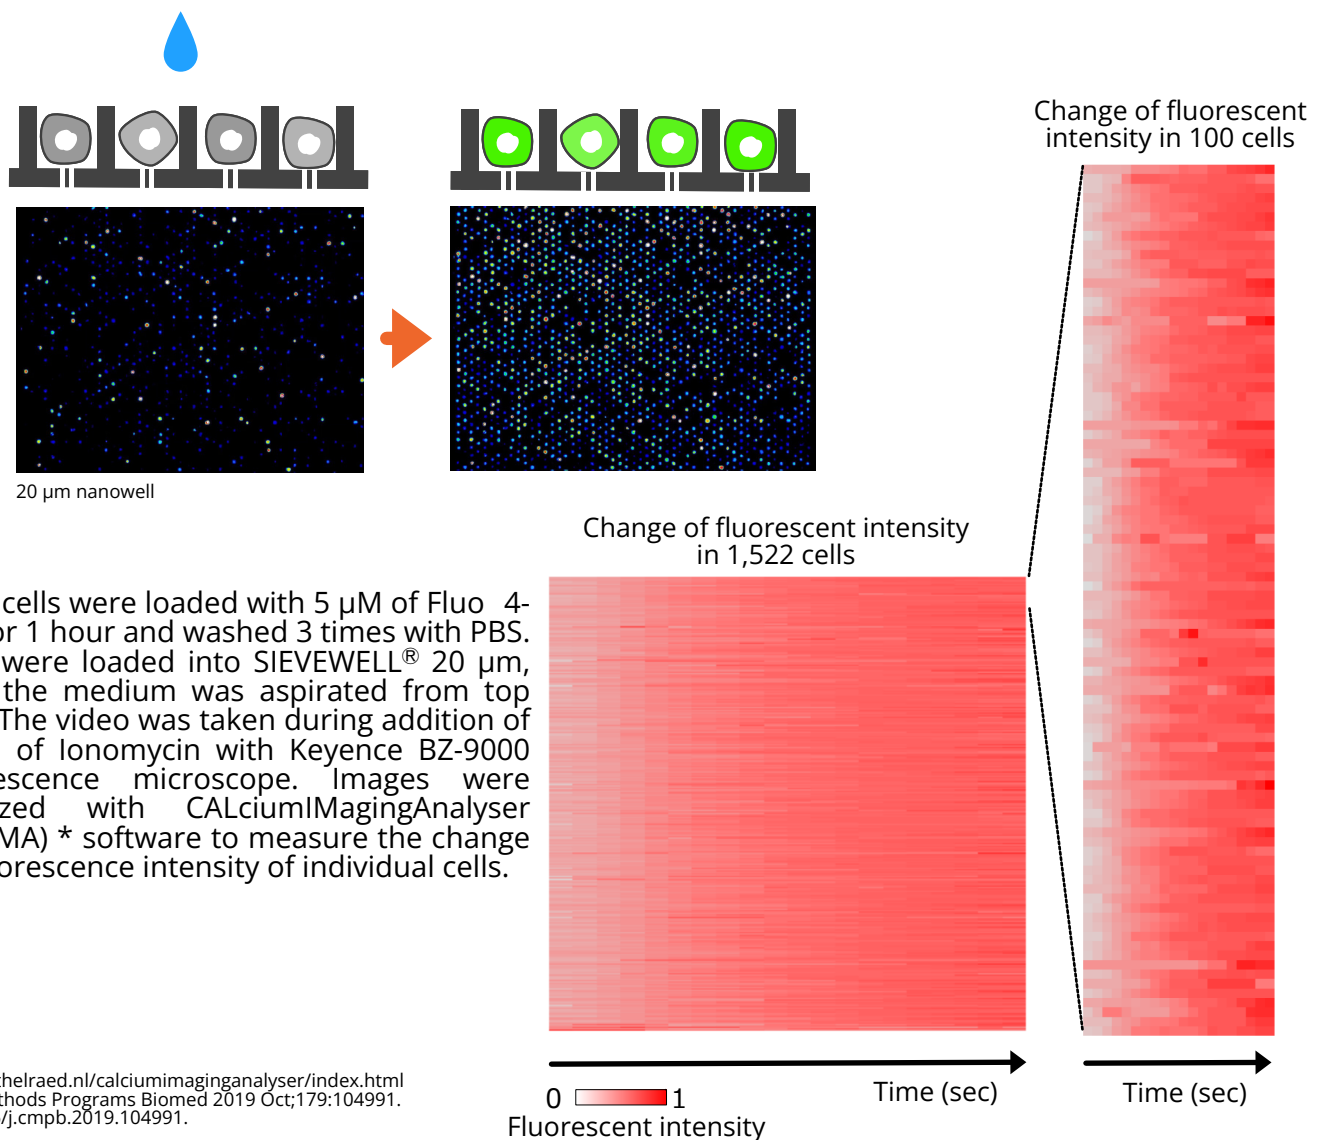 Change of fluorescent
intensity in 100 cells
20 µm nanowell
Change of fluorescent intensity
in 1,522 cells
cells were loaded with 5 µM of Fluo 4-
or 1 hour and washed 3 times with PBS.
were loaded into SIEVEWELL® 20 µm,
the medium was aspirated from top
The video was taken during addition of
of Ionomycin with Keyence BZ-9000
escence microscope. Images were
zed with CALciumIMagingAnalyser
MA) * software to measure the change
orescence intensity of individual cells.
Time (sec)
Time (sec)
0 1
Fluorescent intensity
helraed.nl/calciumimaginganalyser/index.html
thods Programs Biomed 2019 Oct;179:104991.
/j.cmpb.2019.104991.